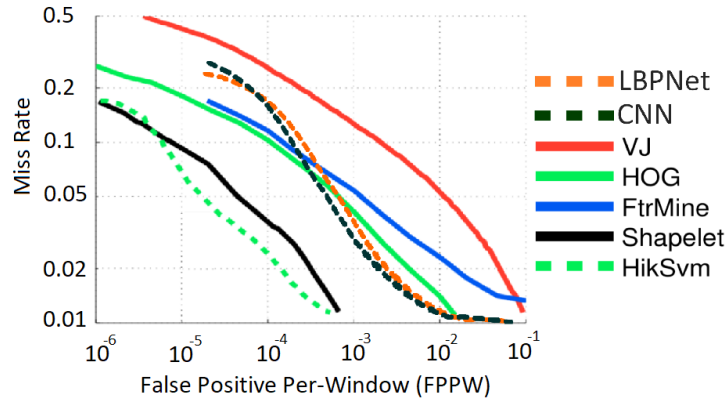 0.5
0.2
0.1
0.05
0.02
0.01
Miss Rate
10^-6
10^-5
10^-4
10^-3
10^-2
10^-1
False Positive Per-Window (FPPW)
LBPNet
CNN
VJ
HOG
FtrMine
Shapelet
HikSvm